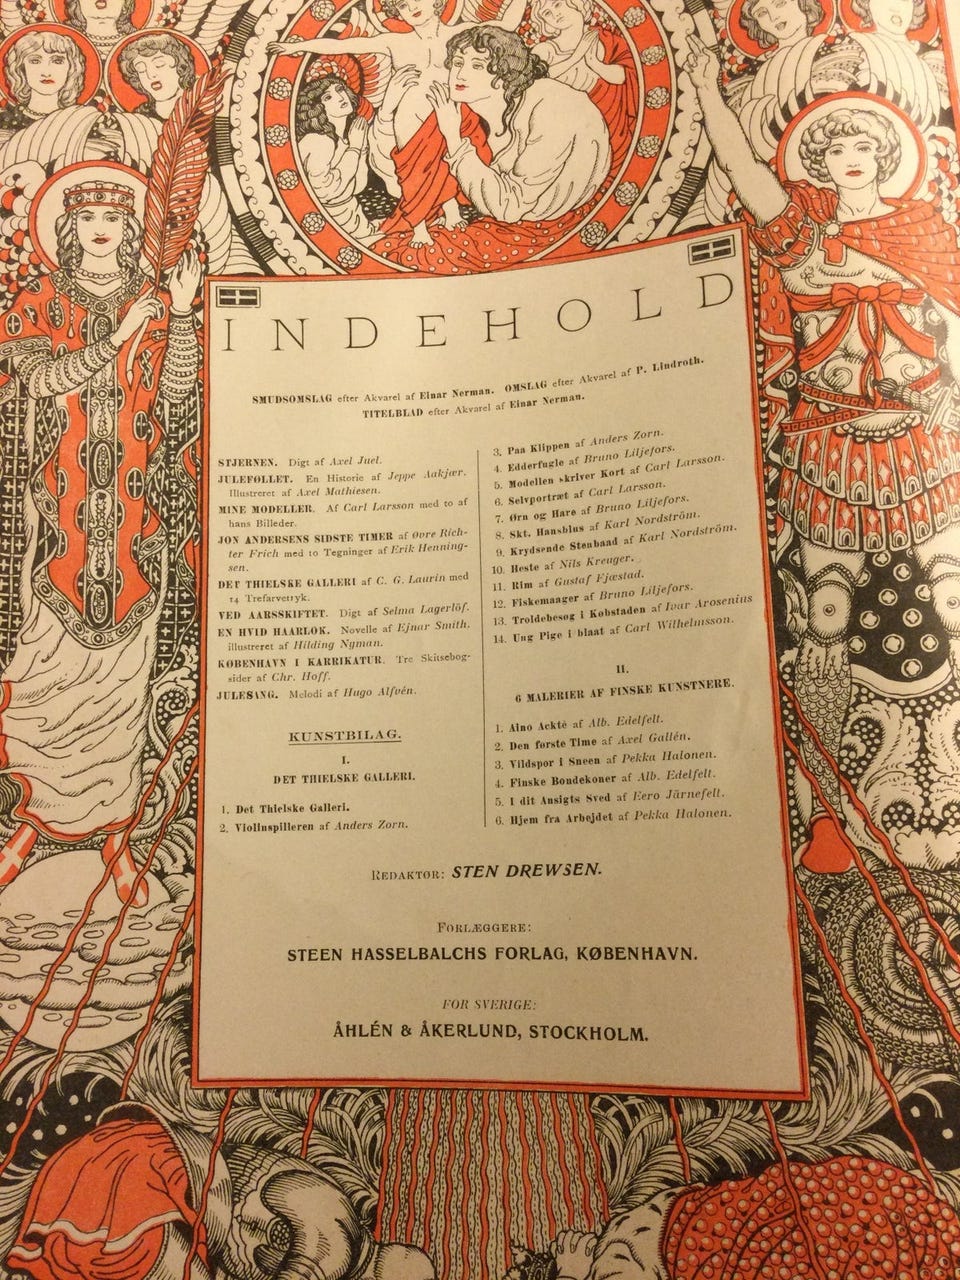 INDEHOLD
SMUDSOMSLAG efter Akvarel af Einar Nerman. OMSLAG efter Akvarel af P. Lindroth.
TITELBLAD efter Akvarel af Einar Nerman.
STJERNEN. Digt af Axel Juel.
JULEFØLLET. En Historie af Jeppe Aakjær.
Illustreret af Axel Mathiesen.
MINE MODELLER. Af Carl Larsson med to af
hans Billeder.
JON ANDERSENS SIDSTE TIMER af Øvre Rich-
ter Frich med 10 Tegninger af Erik Henning-
sen.
DET THIELSKE GALLERI af C. G. Laurin med
14 Trefarvetryk.
VED AARSSKIFTET. Digt af Selma Lagerlöf.
EN HVID HAARLOK. Novelle af Ejnar Smith.
illustreret af Hilding Nyman.
KØBENHAVN I KARRIKATUR. Tre Skitsebog-
sider af Chr. Hoff.
JULESANG. Melodi af Hugo Alfvén.
KUNSTBILAG.
I.
DET THIELSKE GALLERI.
1. Det Thielske Galleri.
2. Violinspilleren af Anders Zorn.
3. Paa Klippen af Anders Zorn.
4. Edderfugle af Bruno Liljefors.
5. Modellen skriver Kort af Carl Larsson.
6. Selvportræt af Carl Larsson.
7. Ørn og Hare af Bruno Liljefors.
8. Skt. Hansblus af Karl Nordström.
9. Krydsende Stenbaad af Karl Nordström.
10. Heste af Nils Kreuger.
11. Rim af Gustaf Fjæstad.
12. Fiskemaager af Bruno Liljefors.
13. Troldebesøg i Købstaden af Ivar Arosenius
14. Ung Pige i blaat af Carl Wilhelmsson.
II.
6 MALERIER AF FINSKE KUNSTNERE.
1. Aino Ackté af Alb. Edelfelt.
2. Den første Time af Axel Gallén.
3. Vildspor i Sneen af Pekka Halonen.
4. Finske Bondekoner af Alb. Edelfelt.
5. I dit Ansigts Sved af Eero Järnefelt.
6. Hjem fra Arbejdet af Pekka Halonen.
REDAKTØR: STEN DREWSEN.
FORLÆGGERE:
STEEN HASSELBALCHS FORLAG, KØBENHAVN.
FOR SVERIGE:
ÅHLÉN & ÅKERLUND, STOCKHOLM.